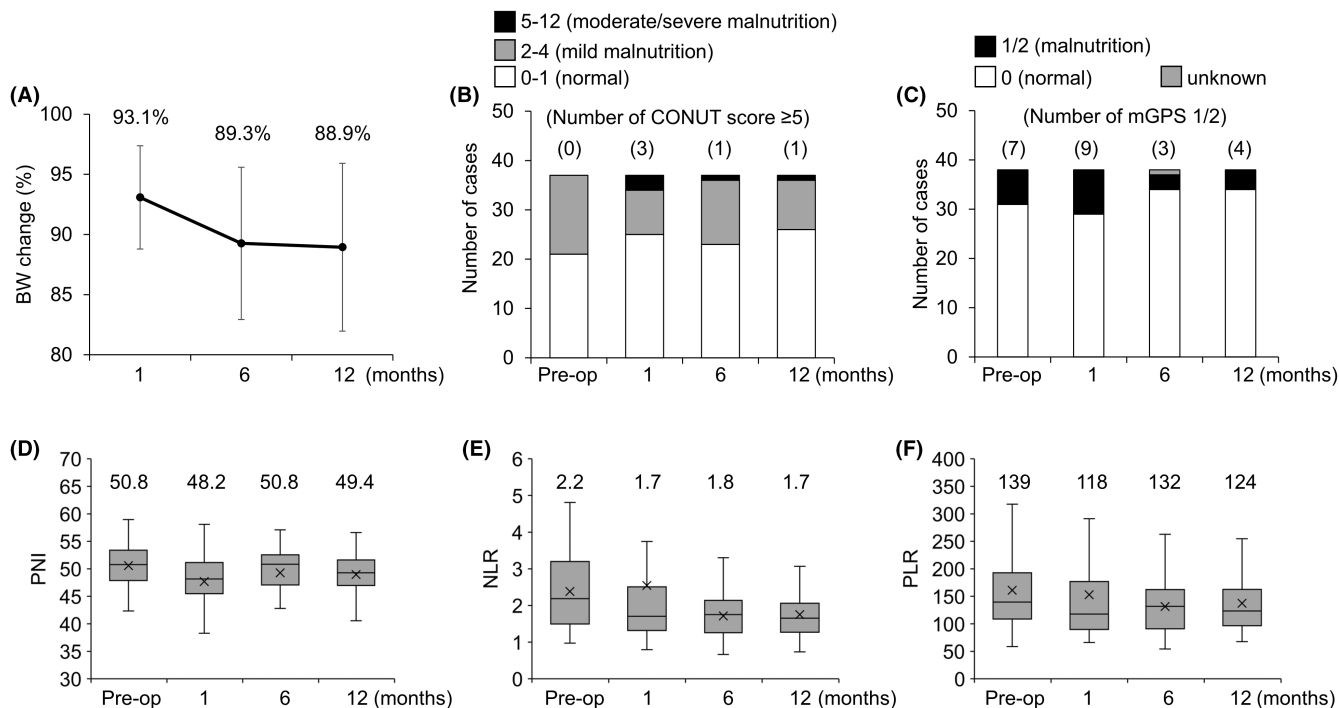 5-12 (moderate/severe malnutrition)
2-4 (mild malnutrition)
0-1 (normal)
1/2 (malnutrition)
0 (normal)
unknown
(A)
93.1%
89.3%
88.9%
BW change (%)
100
95
90
85
80
1 6 12 (months)
(B)
(Number of CONUT score ≥5)
(0) (3) (1) (1)
Number of cases
50
40
30
20
10
0
Pre-op 1 6 12 (months)
(C)
(Number of mGPS 1/2)
(7) (9) (3) (4)
Number of cases
50
40
30
20
10
0
Pre-op 1 6 12 (months)
(D)
50.8 48.2 50.8 49.4
PNI
70
65
60
55
50
45
40
35
30
Pre-op 1 6 12 (months)
(E)
2.2 1.7 1.8 1.7
NLR
6
5
4
3
2
1
0
Pre-op 1 6 12 (months)
(F)
139 118 132 124
PLR
400
350
300
250
200
150
100
50
0
Pre-op 1 6 12 (months)